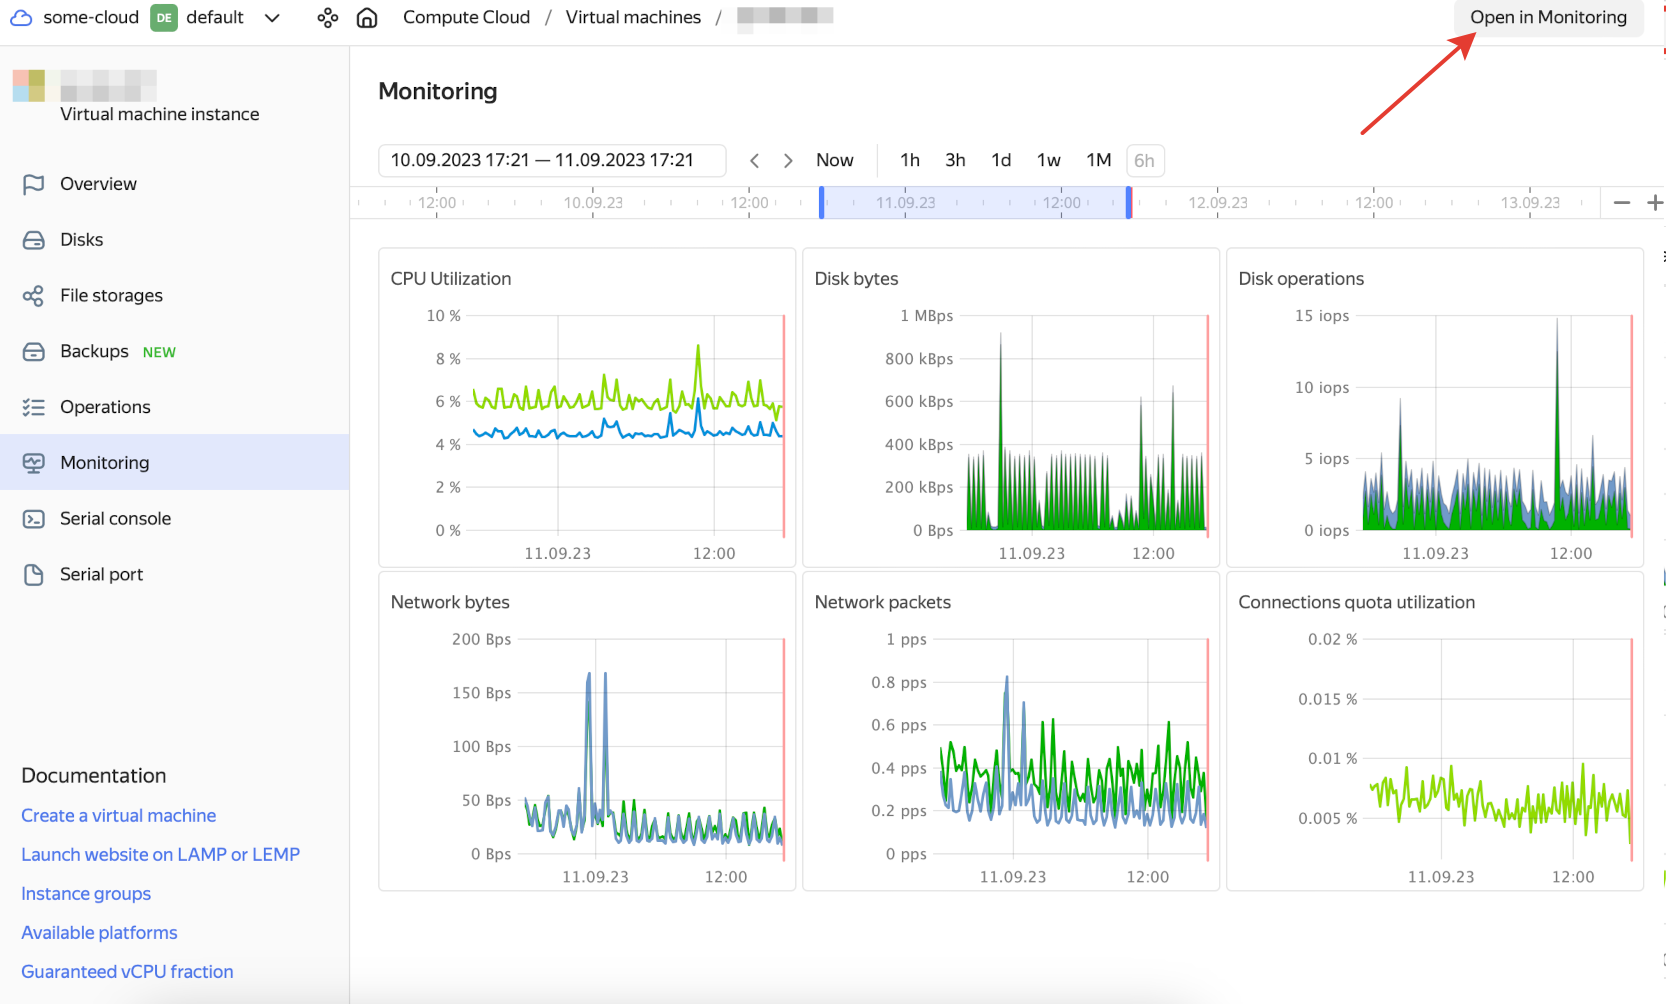 some-cloud DE default Compute Cloud / Virtual machines / Open in Monitoring
Virtual machine instance
Overview
Disks
File storages
Backups NEW
Operations
Monitoring
Serial console
Serial port
Documentation
Create a virtual machine
Launch website on LAMP or LEMP
Instance groups
Available platforms
Guaranteed vCPU fraction
Monitoring
10.09.2023 17:21 — 11.09.2023 17:21 Now 1h 3h 1d 1w 1M 6h
12:00 10.09.23 12:00 11.09.23 12:00 12.09.23 12:00 13.09.23
CPU Utilization
10 %
8 %
6 %
4 %
2 %
0 %
11.09.23 12:00
Disk bytes
1 MBps
800 kBps
600 kBps
400 kBps
200 kBps
0 Bps
11.09.23 12:00
Disk operations
15 iops
10 iops
5 iops
0 iops
11.09.23 12:00
Network bytes
200 Bps
150 Bps
100 Bps
50 Bps
0 Bps
11.09.23 12:00
Network packets
1 pps
0.8 pps
0.6 pps
0.4 pps
0.2 pps
0 pps
11.09.23 12:00
Connections quota utilization
0.02 %
0.015 %
0.01 %
0.005 %
11.09.23 12:00